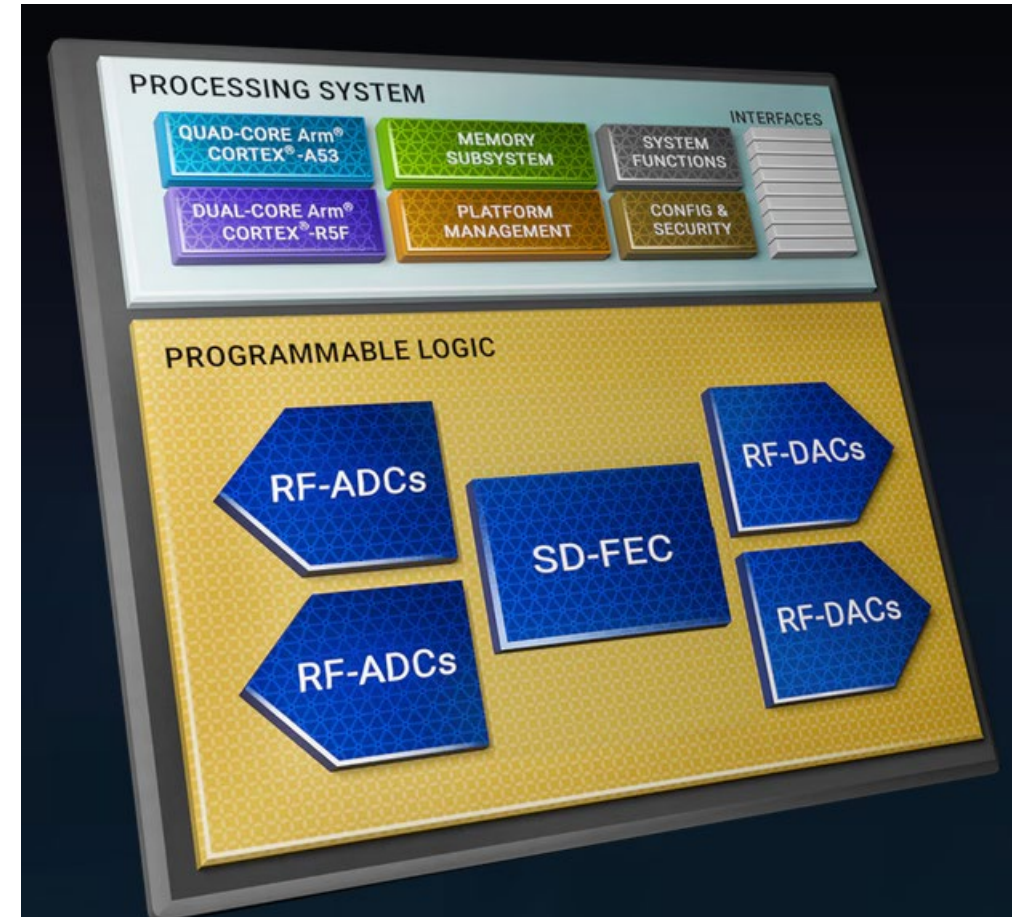 PROCESSING SYSTEM
INTERFACES
QUAD-CORE Arm®
CORTEX®-A53
MEMORY
SUBSYSTEM
SYSTEM
FUNCTIONS
DUAL-CORE Arm®
CORTEX®-R5F
PLATFORM
MANAGEMENT
CONFIG &
SECURITY
PROGRAMMABLE LOGIC
RF-ADCs
SD-FEC
RF-DACs
RF-ADCs
RF-DACs